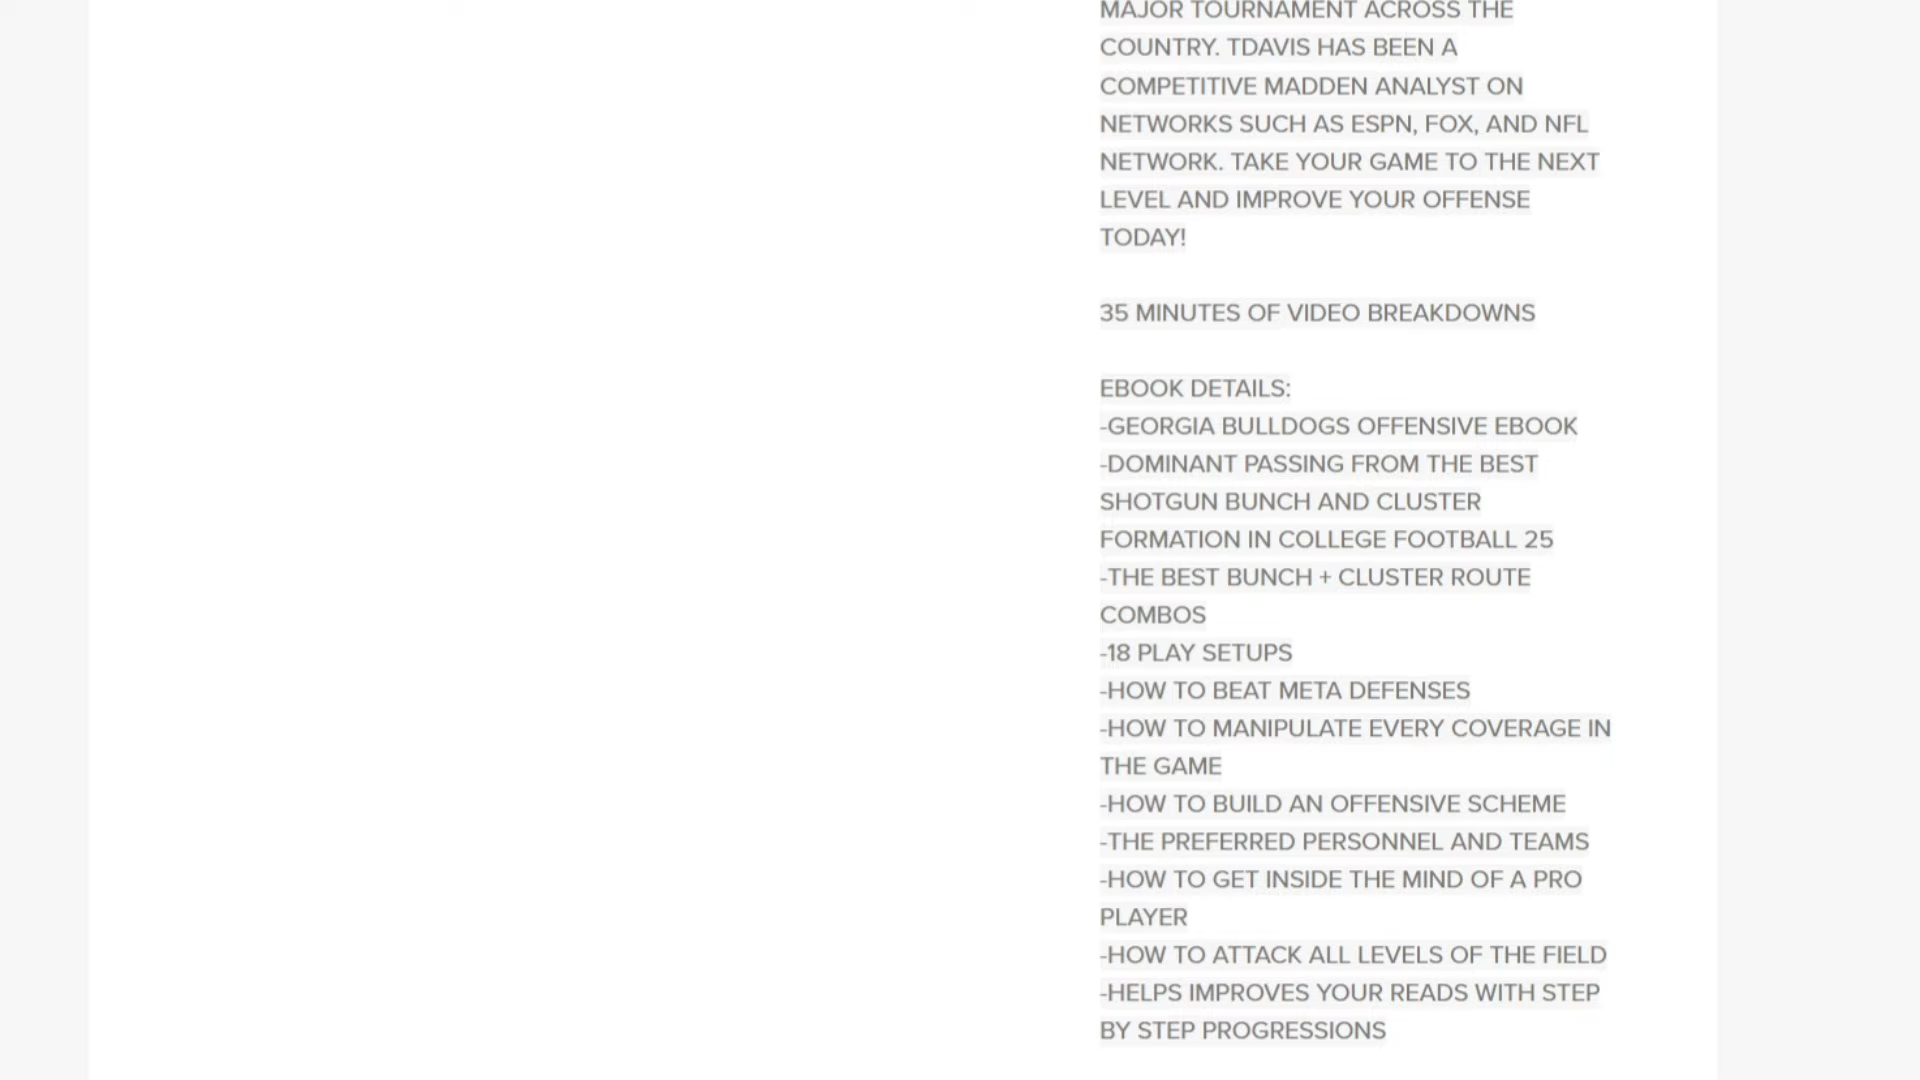 MAJOR TOURNAMENT ACROSS THE
COUNTRY. TDAVIS HAS BEEN A
COMPETITIVE MADDEN ANALYST ON
NETWORKS SUCH AS ESPN, FOX, AND NFL
NETWORK. TAKE YOUR GAME TO THE NEXT
LEVEL AND IMPROVE YOUR OFFENSE
TODAY!
35 MINUTES OF VIDEO BREAKDOWNS
EBOOK DETAILS:
-GEORGIA BULLDOGS OFFENSIVE EBOOK
-DOMINANT PASSING FROM THE BEST
SHOTGUN BUNCH AND CLUSTER
FORMATION IN COLLEGE FOOTBALL 25
-THE BEST BUNCH + CLUSTER ROUTE
COMBOS
-18 PLAY SETUPS
-HOW TO BEAT META DEFENSES
-HOW TO MANIPULATE EVERY COVERAGE IN
THE GAME
-HOW TO BUILD AN OFFENSIVE SCHEME
-THE PREFERRED PERSONNEL AND TEAMS
-HOW TO GET INSIDE THE MIND OF A PRO
PLAYER
-HOW TO ATTACK ALL LEVELS OF THE FIELD
-HELPS IMPROVES YOUR READS WITH STEP
BY STEP PROGRESSIONS